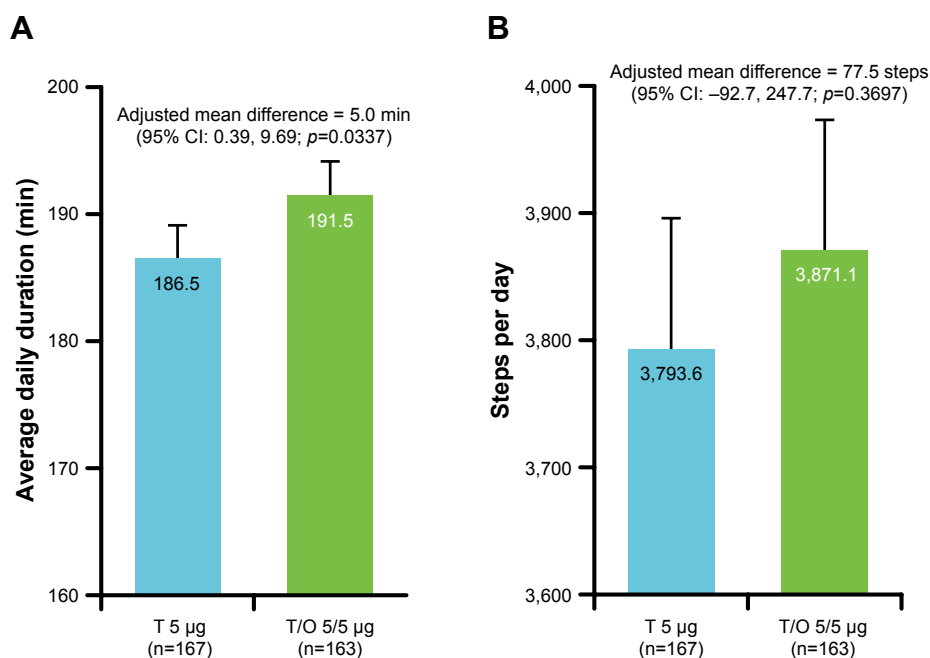 A
Average daily duration (min)
200
190
180
170
160
Adjusted mean difference = 5.0 min
(95% CI: 0.39, 9.69; p=0.0337)
186.5
191.5
T 5 µg
(n=167)
T/O 5/5 µg
(n=163)
B
Steps per day
4,000
3,900
3,800
3,700
3,600
Adjusted mean difference = 77.5 steps
(95% CI: –92.7, 247.7; p=0.3697)
3,793.6
3,871.1
T 5 µg
(n=167)
T/O 5/5 µg
(n=163)